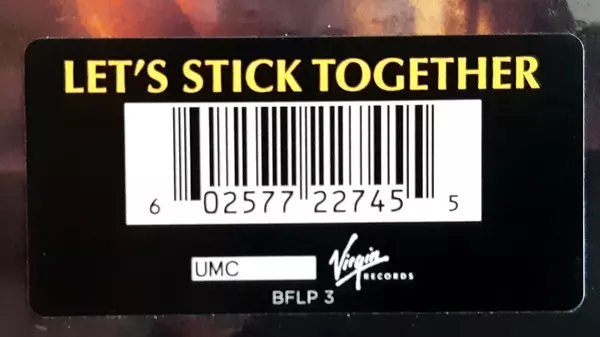 LET'S STICK TOGETHER
6 02577 22745 5
UMC
Virgin
RECORDS
BFLP 3